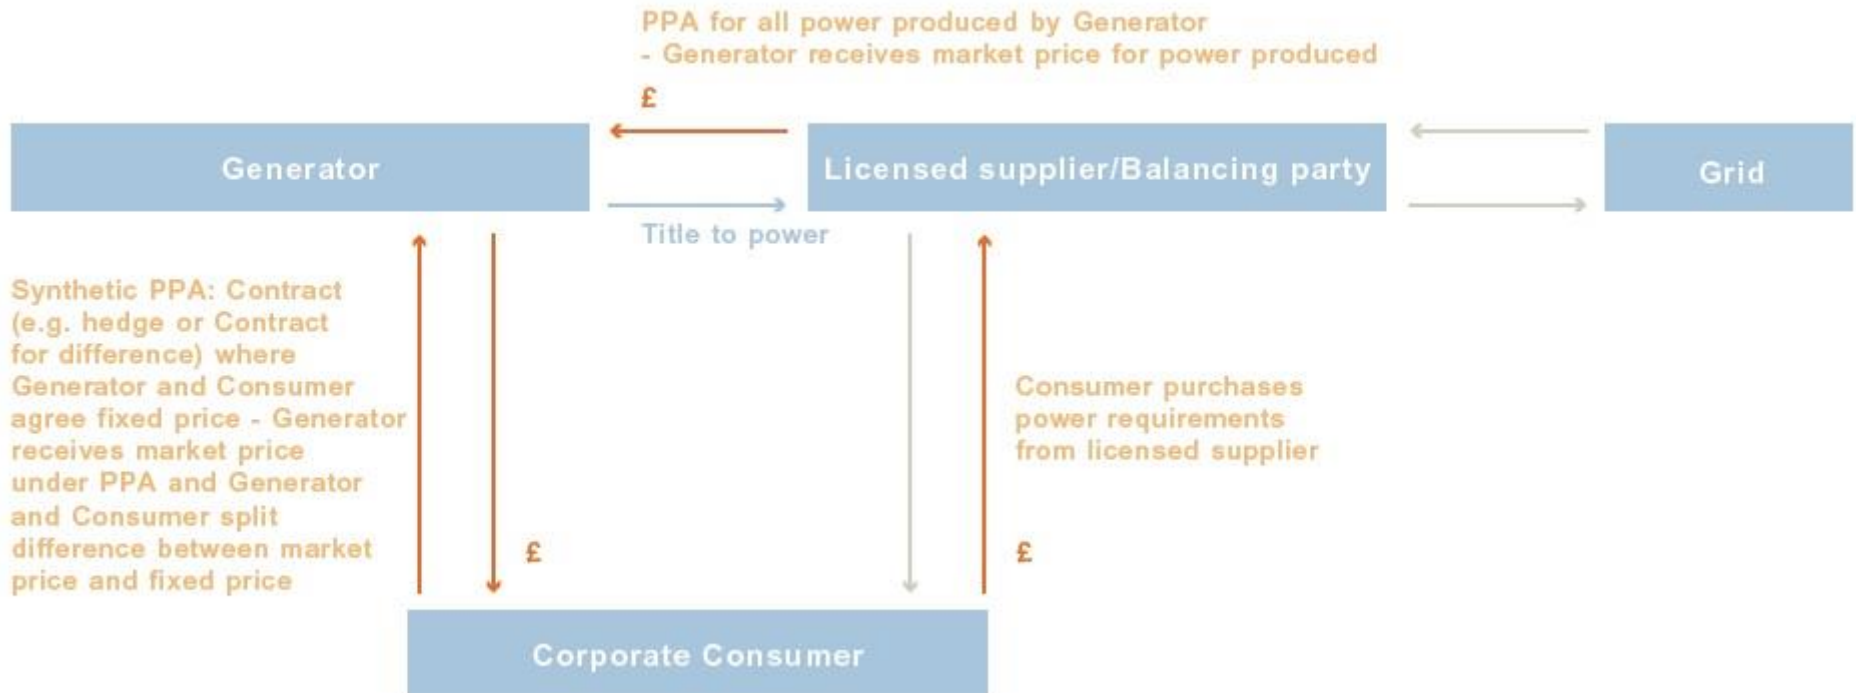 PPA for all power produced by Generator
- Generator receives market price for power produced
£
Generator
Licensed supplier/Balancing party
Grid
Title to power
Synthetic PPA: Contract
(e.g. hedge or Contract
for difference) where
Generator and Consumer
agree fixed price - Generator
receives market price
under PPA and Generator
and Consumer split
difference between market
price and fixed price
£
Consumer purchases
power requirements
from licensed supplier
£
Corporate Consumer